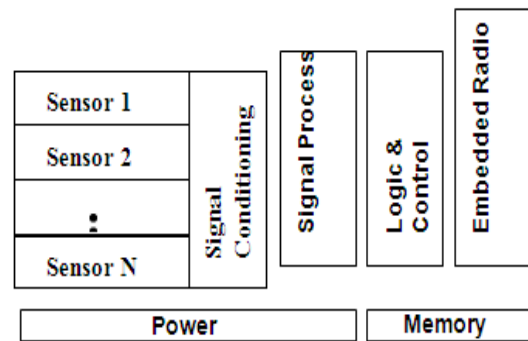 Sensor 1
Sensor 2
:
Sensor N
Signal
Conditioning
Signal Process
Logic &
Control
Embedded Radio
Power
Memory